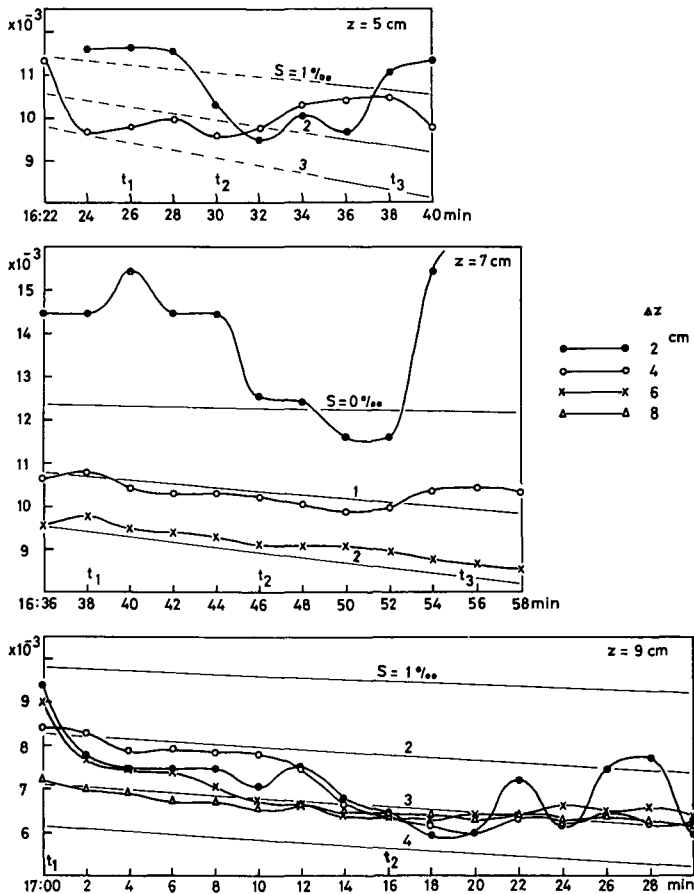 x10⁻³
z = 5 cm
11
10
9
S = 1 ‰
2
3
t₁ t₂ t₃
16:22 24 26 28 30 32 34 36 38 40 min
x10⁻³
z = 7 cm
15
14
13
12
11
10
9
S = 0 ‰
1
2
t₁ t₂ t₃
16:36 38 40 42 44 46 48 50 52 54 56 58 min
Δz
cm
2
4
6
8
x10⁻³
z = 9 cm
9
8
7
6
S = 1 ‰
2
3
4
t₁ t₂
17:00 2 4 6 8 10 12 14 16 18 20 22 24 26 28 min